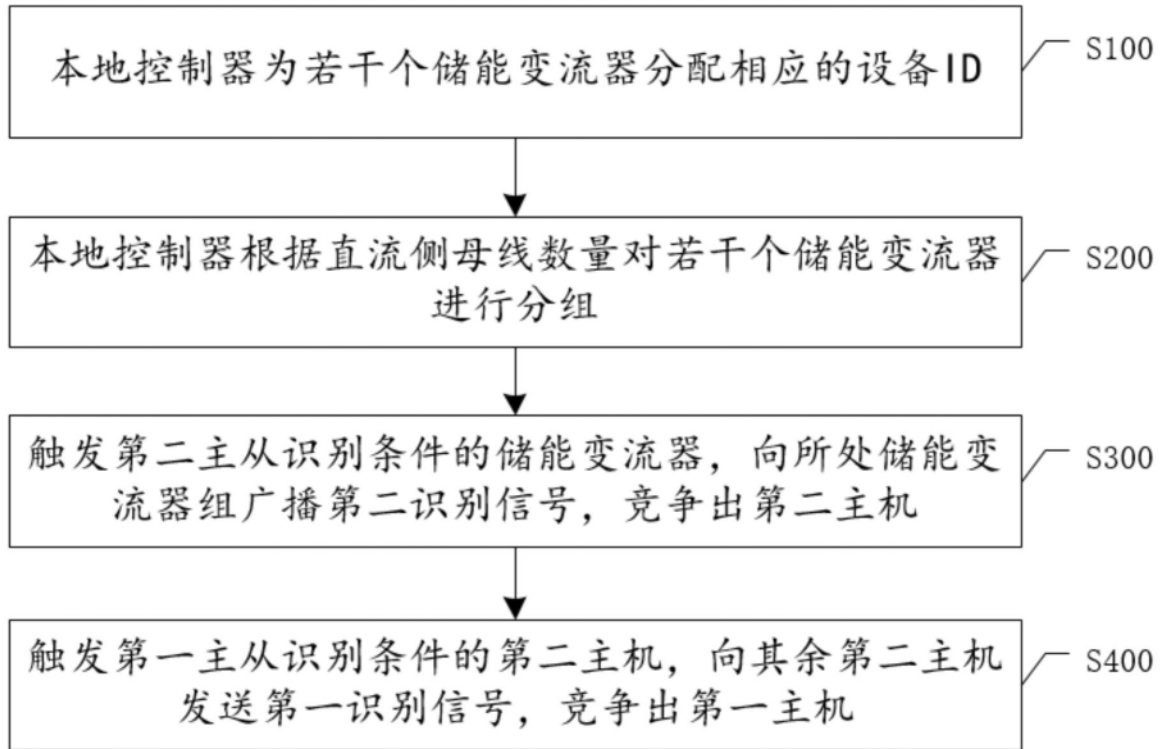 本地控制器为若干个储能变流器分配相应的设备ID
S100
本地控制器根据直流侧母线数量对若干个储能变流器
进行分组
S200
触发第二主从识别条件的储能变流器，向所处储能变
流器组广播第二识别信号，竞争出第二主机
S300
触发第一主从识别条件的第二主机，向其余第二主机
发送第一识别信号，竞争出第一主机
S400